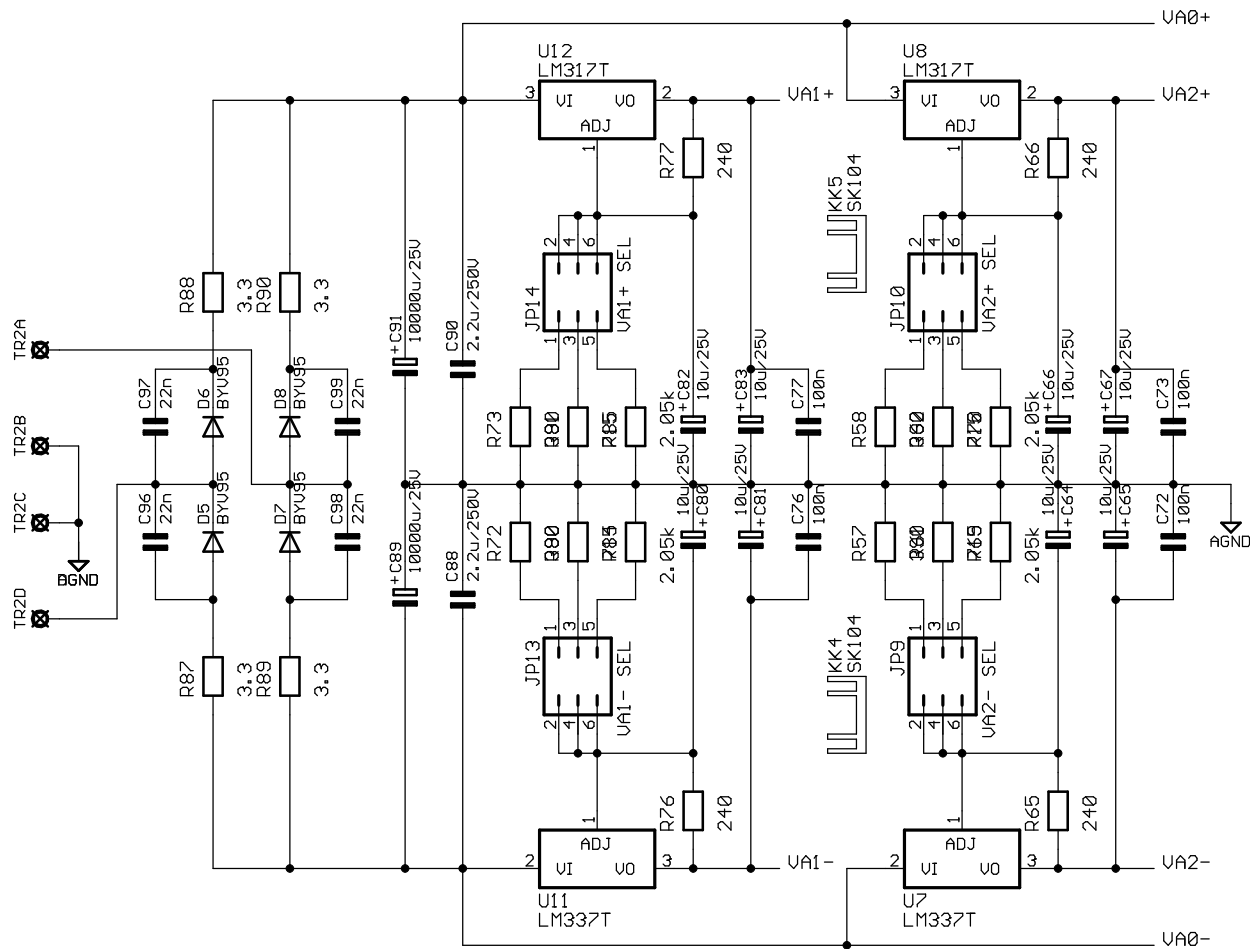 VA0+
U12
LM317T
U8
LM317T
3
VI
VO
2
VA1+
3
VI
VO
2
VA2+
ADJ
1
ADJ
1
R77
240
R66
240
KK5
SK104
2
4
6
2
4
6
JP14
VA1+ SEL
JP10
VA2+ SEL
1
3
5
1
3
5
R88
3.3
R90
3.3
+C91
10000u/25V
C90
2.2u/250V
TR2A
TR2B
TR2C
TR2D
BGND
C97
22n
D6
BYV95
D8
BYV95
C99
22n
C96
22n
D5
BYV95
D7
BYV95
C98
22n
R73
2.05k
+C82
10u/25V
+C83
10u/25V
C77
100n
R58
2.05k
+C66
10u/25V
+C67
10u/25V
C73
100n
+C89
10000u/25V
C88
2.2u/250V
R72
2.05k
+C80
10u/25V
+C81
10u/25V
C76
100n
R57
2.05k
+C64
10u/25V
+C65
10u/25V
C72
100n
AGND
R87
3.3
R89
3.3
1
3
5
1
3
5
JP13
VA1- SEL
JP9
VA2- SEL
2
4
6
2
4
6
KK4
SK104
R76
240
R65
240
1
ADJ
1
ADJ
2
VI
VO
3
VA1-
2
VI
VO
3
VA2-
U11
LM337T
U7
LM337T
VA0-